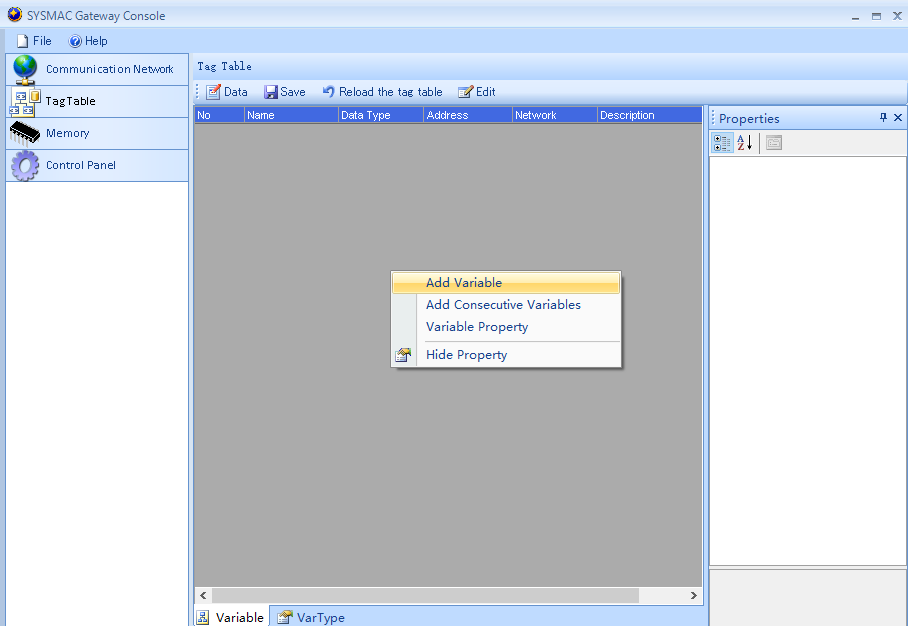 SYSMAC Gateway Console
File Help
Communication Network
TagTable
Memory
Control Panel
Tag Table
Data Save Reload the tag table Edit
No Name Data Type Address Network Description
Properties
A
Z
Add Variable
Add Consecutive Variables
Variable Property
Hide Property
Variable VarType